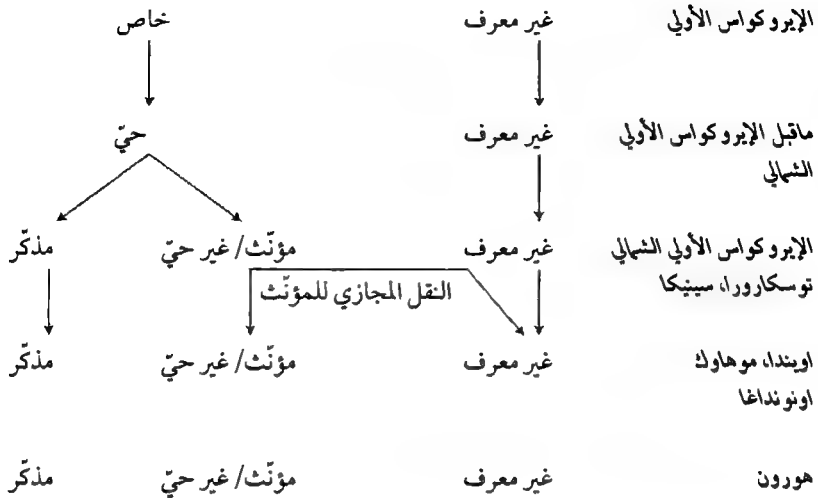 الإيروكواس الأولي غير معرف خاص
ماقبل الإيروكواس الأولي غير معرف حيّ
الشمالي
الإيروكواس الأولي الشمالي غير معرف مؤنّث/ غير حيّ مذكّر
توسكارورا، سينيكا
النقل المجازي للمؤنّث
اويندا، موهاوك غير معرف مؤنّث/ غير حيّ مذكّر
اونونداغا
هورون غير معرف مؤنّث/ غير حيّ مذكّر